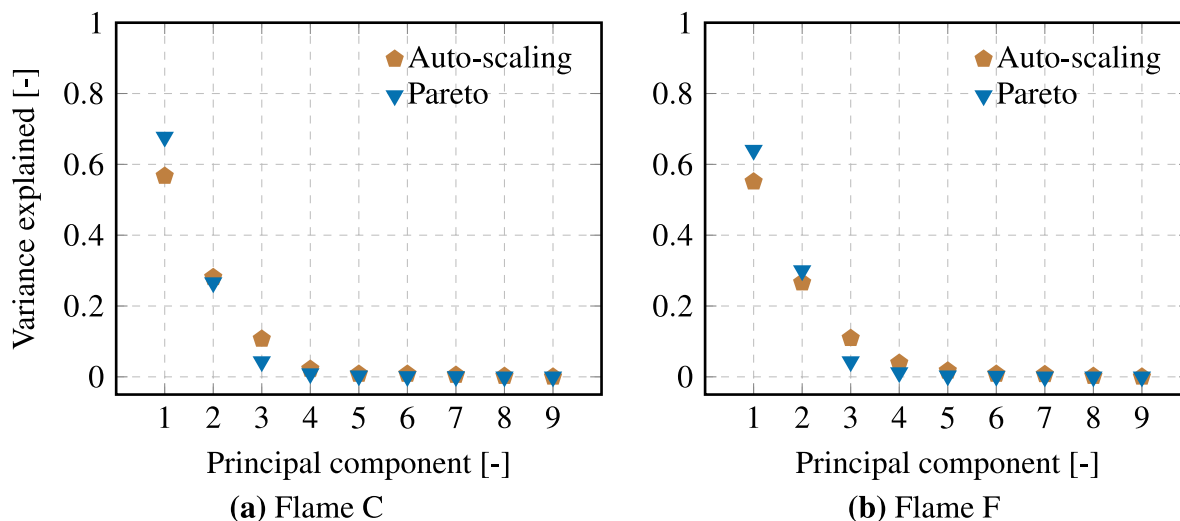 1
0.8
0.6
0.4
0.2
0
Variance explained [-]
Auto-scaling
Pareto
1 2 3 4 5 6 7 8 9
Principal component [-]
(a) Flame C
1
0.8
0.6
0.4
0.2
0
Auto-scaling
Pareto
1 2 3 4 5 6 7 8 9
Principal component [-]
(b) Flame F